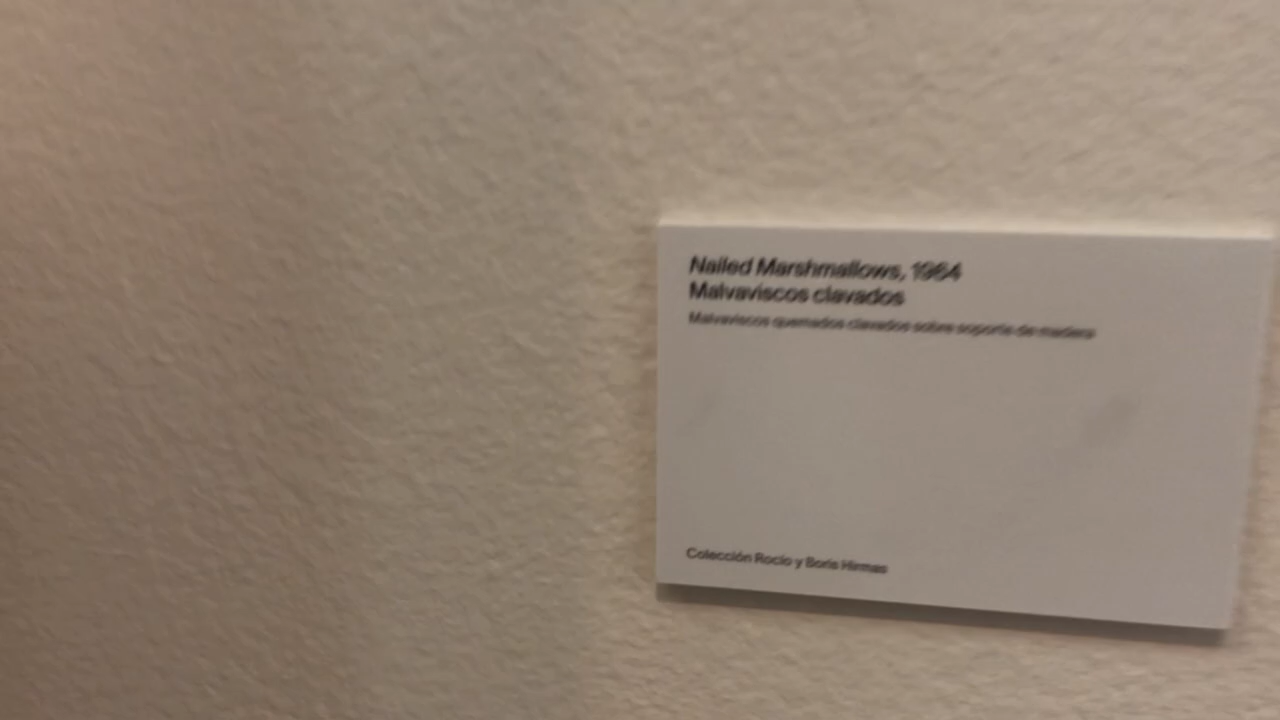 Nailed Marshmallows, 1964
Malvaviscos clavados
Malvaviscos quemados clavados sobre soporte de madera
Colección Rocío y Boris Hirmas